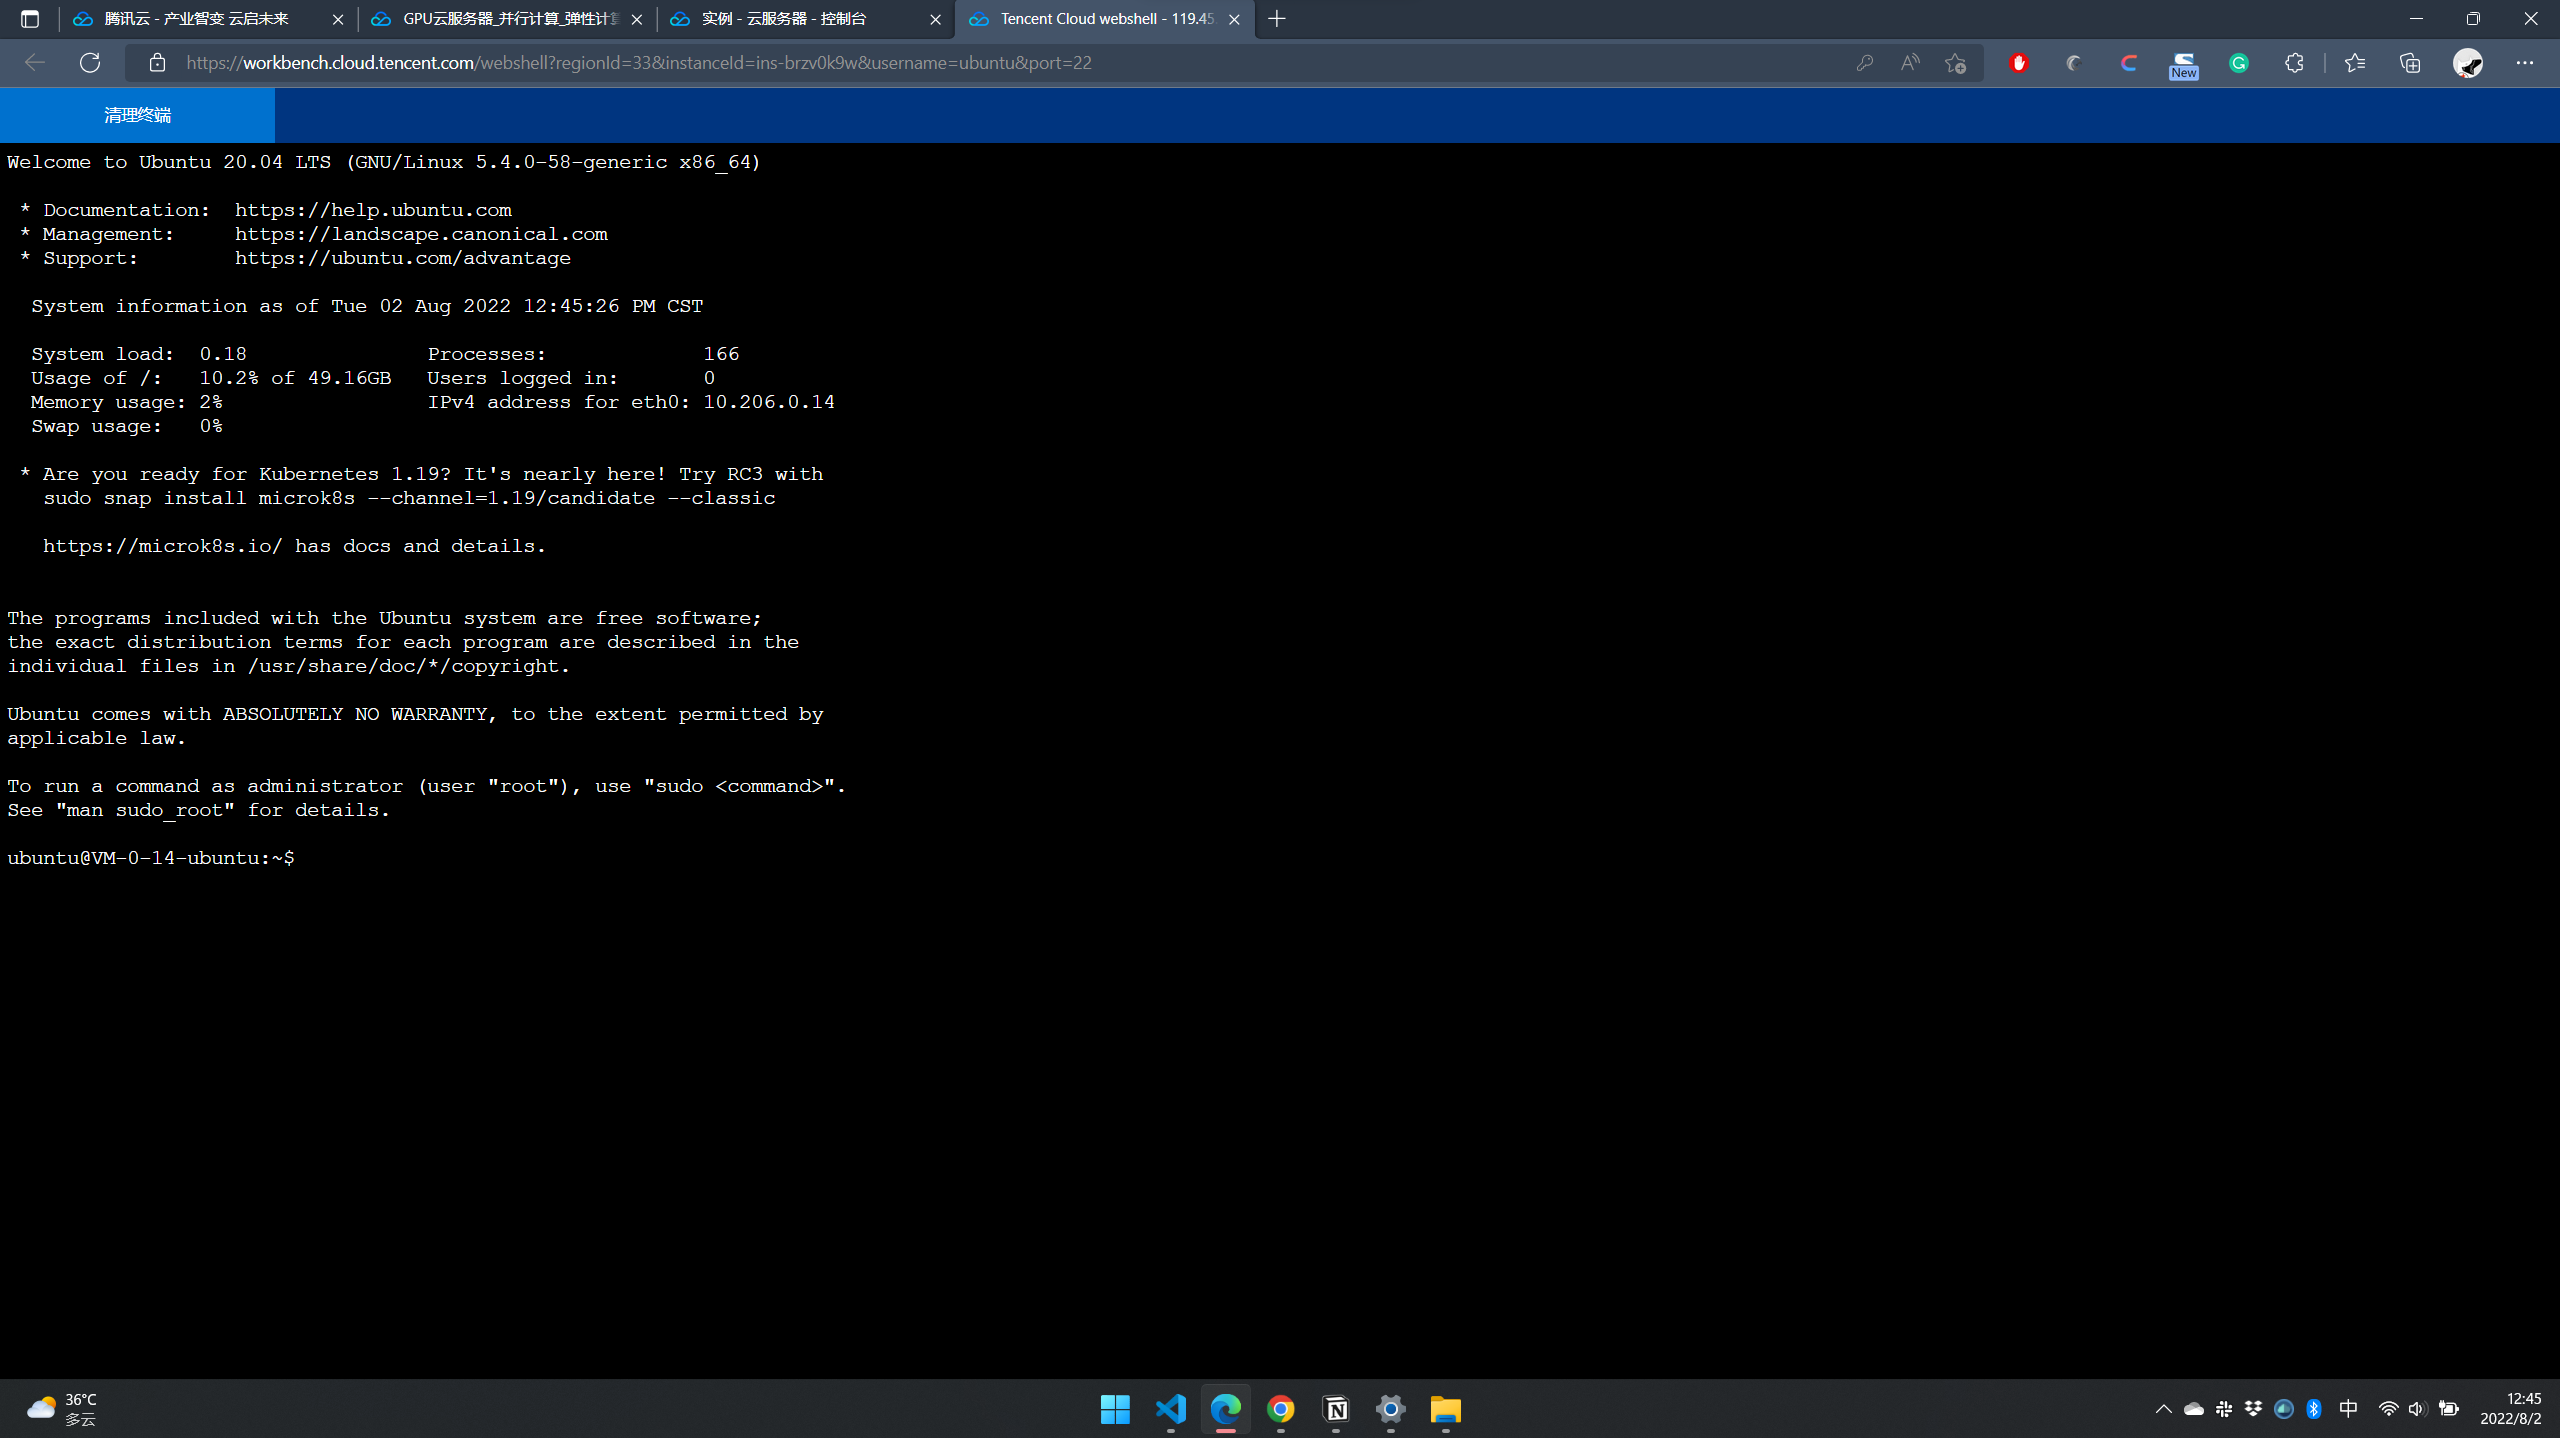 腾讯云 - 产业智变 云启未来
GPU云服务器_并行计算_弹性计算
实例 - 云服务器 - 控制台
Tencent Cloud webshell - 119.45
https://workbench.cloud.tencent.com/webshell?regionId=33&instanceId=ins-brzv0k9w&username=ubuntu&port=22
New
清理终端
Welcome to Ubuntu 20.04 LTS (GNU/Linux 5.4.0-58-generic x86_64)
* Documentation:  https://help.ubuntu.com
* Management:     https://landscape.canonical.com
* Support:        https://ubuntu.com/advantage
System information as of Tue 02 Aug 2022 12:45:26 PM CST
System load:  0.18               Processes:             166
Usage of /:   10.2% of 49.16GB   Users logged in:       0
Memory usage: 2%                 IPv4 address for eth0: 10.206.0.14
Swap usage:   0%
* Are you ready for Kubernetes 1.19? It's nearly here! Try RC3 with
sudo snap install microk8s --channel=1.19/candidate --classic
https://microk8s.io/ has docs and details.
The programs included with the Ubuntu system are free software;
the exact distribution terms for each program are described in the
individual files in /usr/share/doc/*/copyright.
Ubuntu comes with ABSOLUTELY NO WARRANTY, to the extent permitted by
applicable law.
To run a command as administrator (user "root"), use "sudo <command>".
See "man sudo_root" for details.
ubuntu@VM-0-14-ubuntu:~$
36°C
多云
中
12:45
2022/8/2